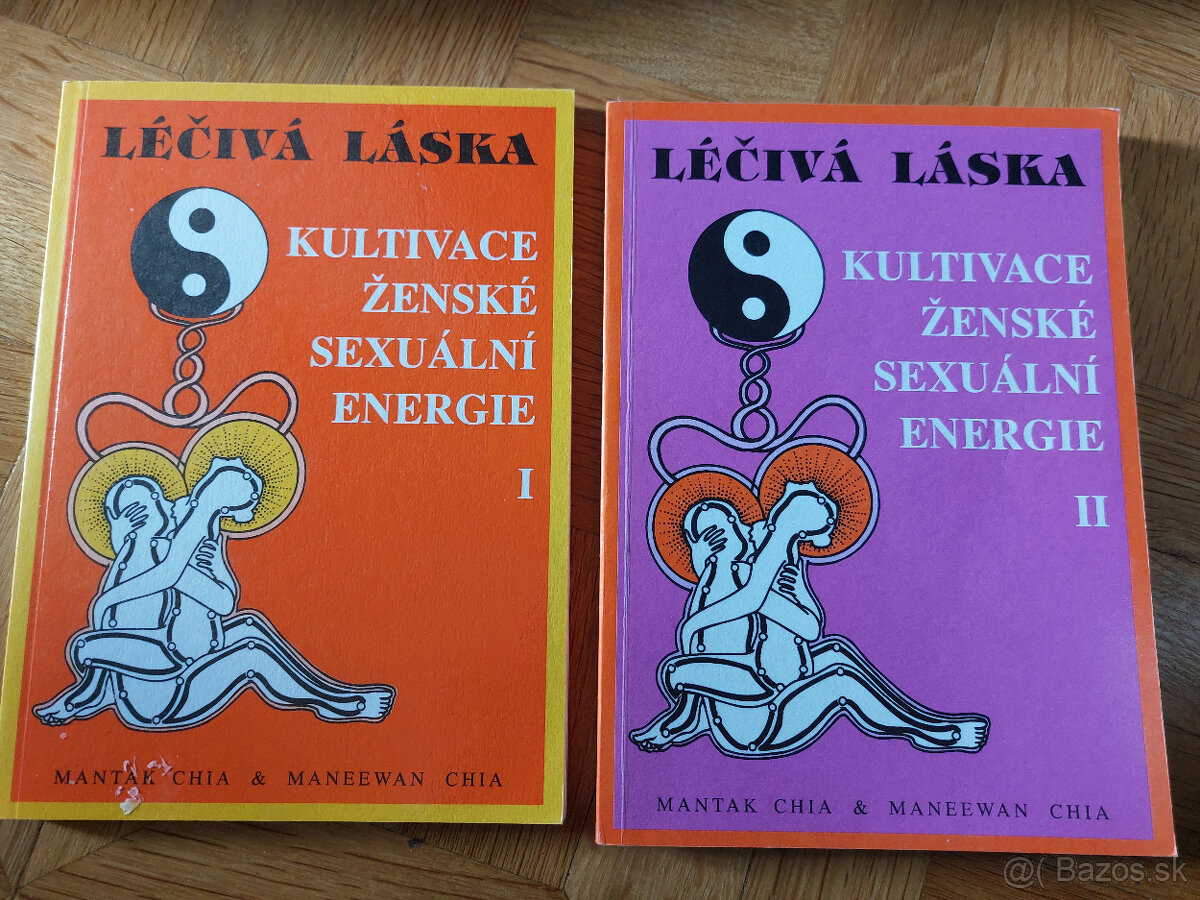 LÉČIVÁ LÁSKA
KULTIVACE
ŽENSKÉ
SEXUÁLNÍ
ENERGIE
I
MANTAK CHIA & MANEEWAN CHIA
LÉČIVÁ LÁSKA
KULTIVACE
ŽENSKÉ
SEXUÁLNÍ
ENERGIE
II
MANTAK CHIA & MANEEWAN CHIA
@( Bazos.sk